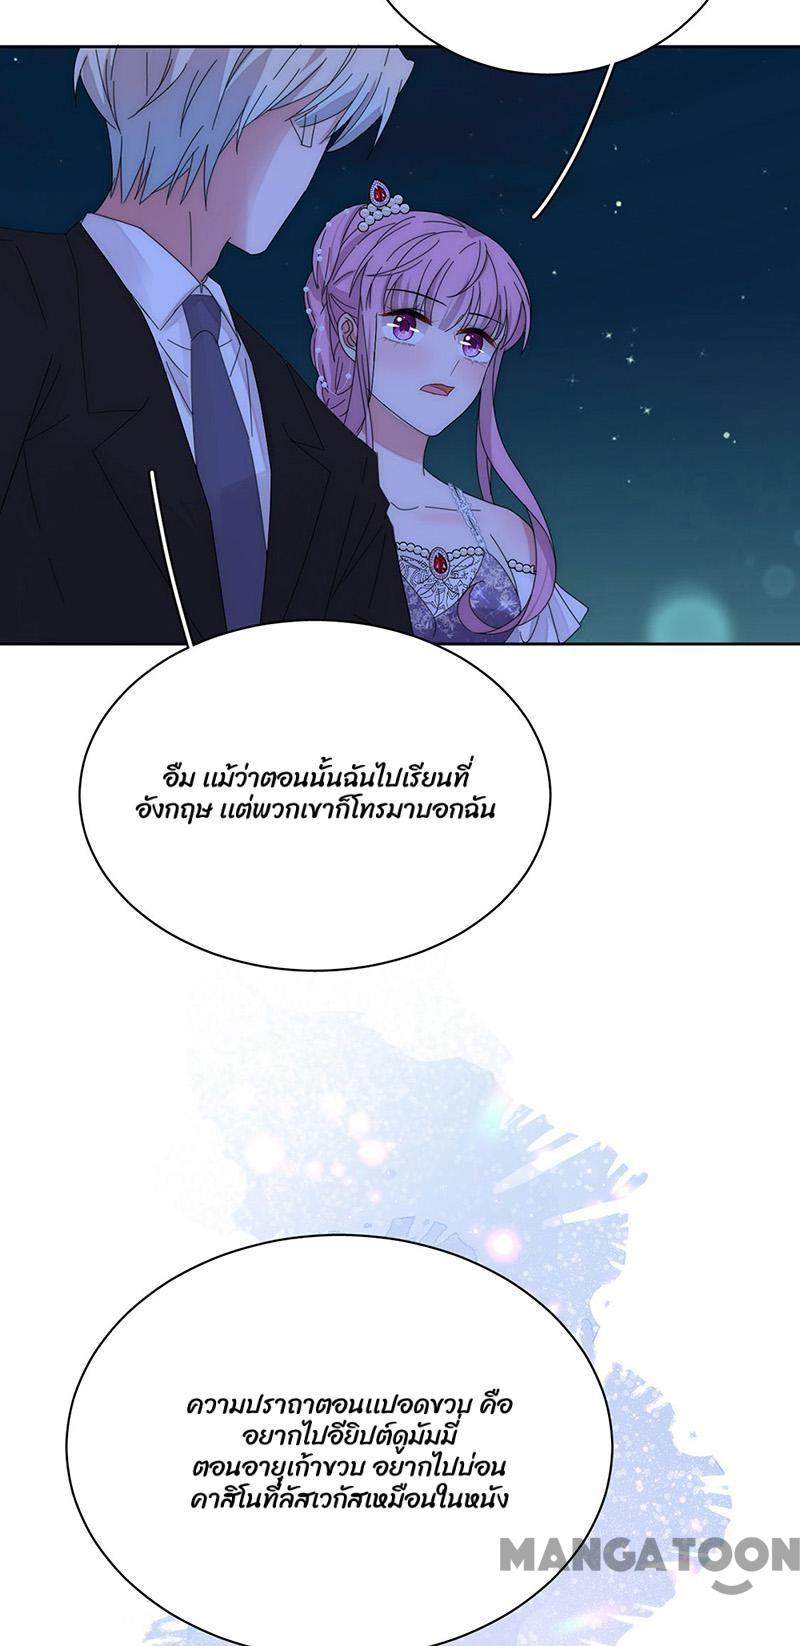 อืม แม้ว่าตอนนั้นฉันไปเรียนที่
อังกฤษ แต่พวกเขาก็โทรมาบอกฉัน
ความปราถาตอนแปดขวบ คือ
อยากไปอียิปต์ดูมัมมี่
ตอนอายุเก้าขวบ อยากไปบ่อน
คาสิโนที่ลัสเวกัสเหมือนในหนัง
MANGATOON